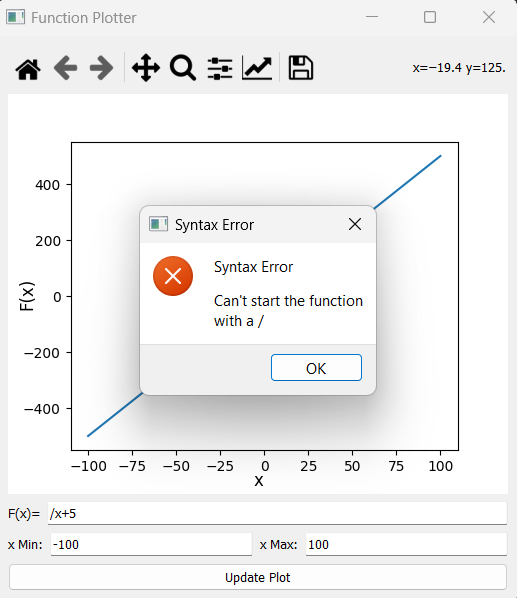 Function Plotter
x=−19.4 y=125.
400
200
0
−200
−400
F(x)
Syntax Error
Syntax Error
Can't start the function
with a /
OK
−100 −75 −50 −25 0 25 50 75 100
x
F(x)= /x+5
x Min: -100 x Max: 100
Update Plot